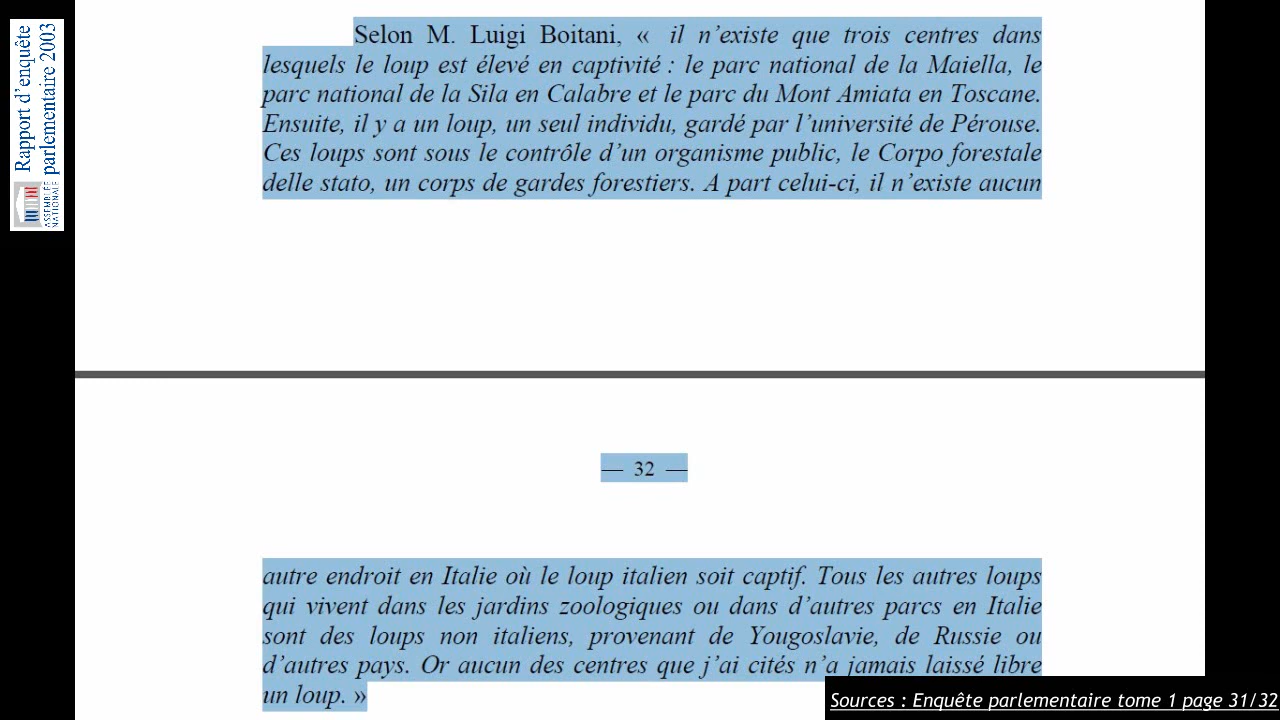 Rapport d'enquête
parlementaire 2003
ASSEMBLÉE
NATIONALE
Selon M. Luigi Boitani, « il n'existe que trois centres dans
lesquels le loup est élevé en captivité : le parc national de la Maiella, le
parc national de la Sila en Calabre et le parc du Mont Amiata en Toscane.
Ensuite, il y a un loup, un seul individu, gardé par l'université de Pérouse.
Ces loups sont sous le contrôle d'un organisme public, le Corpo forestale
delle stato, un corps de gardes forestiers. A part celui-ci, il n'existe aucun
— 32 —
autre endroit en Italie où le loup italien soit captif. Tous les autres loups
qui vivent dans les jardins zoologiques ou dans d'autres parcs en Italie
sont des loups non italiens, provenant de Yougoslavie, de Russie ou
d'autres pays. Or aucun des centres que j'ai cités n'a jamais laissé libre
un loup. »
Sources : Enquête parlementaire tome 1 page 31/32